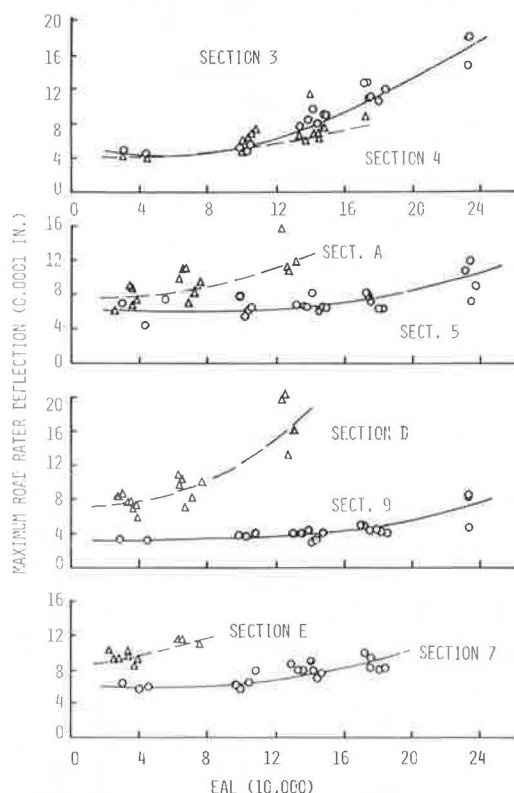 MAXIMUM ROAD RATER DEFLECTION (0.0001 IN.)
20
16
12
8
4
0
SECTION 3
SECTION 4
4 8 12 16 20 24
16
12
8
4
0
SECT. A
SECT. 5
20
16
12
8
4
0
SECTION D
SECT. 9
16
12
8
4
0
SECTION E
SECTION 7
0 4 8 12 16 20 24
EAL (10,000)